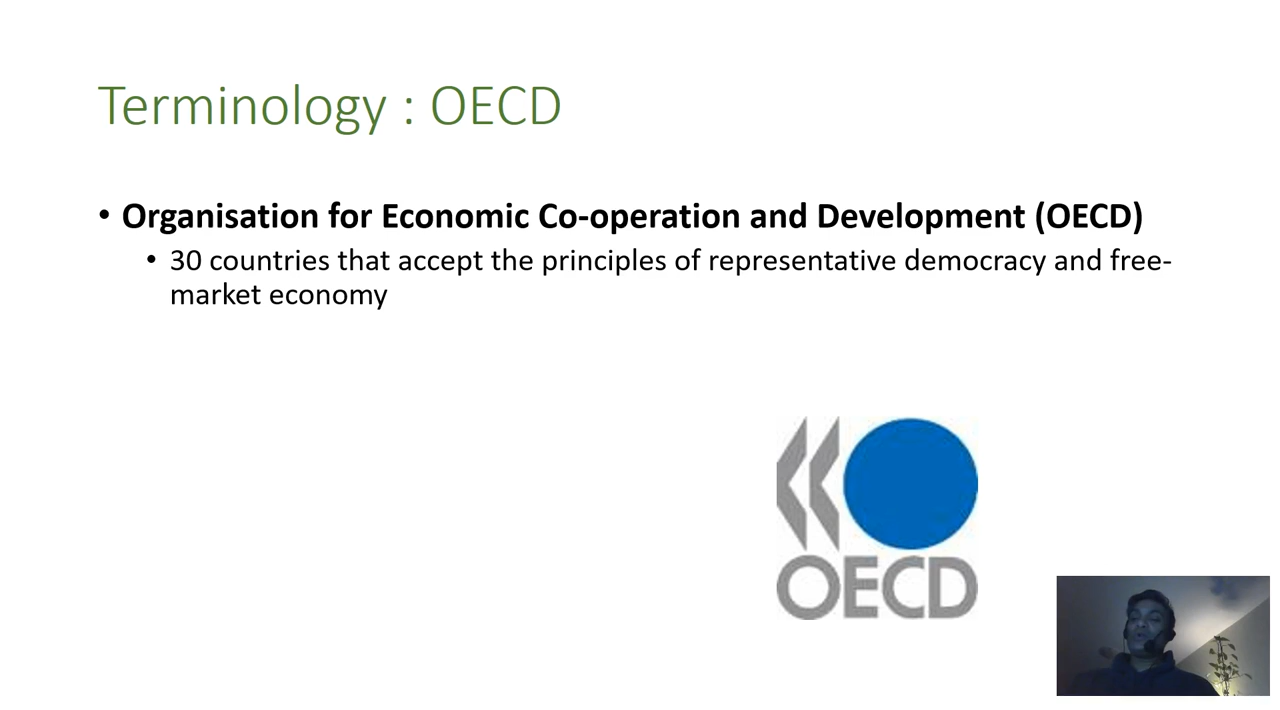 Terminology : OECD
• Organisation for Economic Co-operation and Development (OECD)
• 30 countries that accept the principles of representative democracy and free-
market economy
OECD